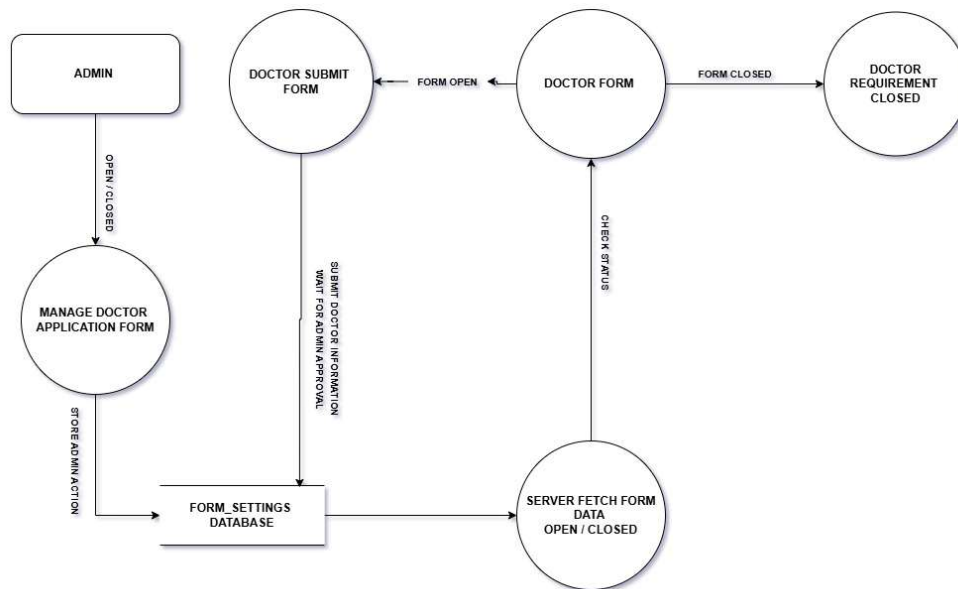 ADMIN
DOCTOR SUBMIT
FORM
FORM OPEN
DOCTOR FORM
FORM CLOSED
DOCTOR
REQUIREMENT
CLOSED
OPEN / CLOSED
MANAGE DOCTOR
APPLICATION FORM
SUBMIT DOCTOR INFORMATION
WAIT FOR ADMIN APPROVAL
CHECK STATUS
STORE ADMIN ACTION
FORM_SETTINGS
DATABASE
SERVER FETCH FORM
DATA
OPEN / CLOSED